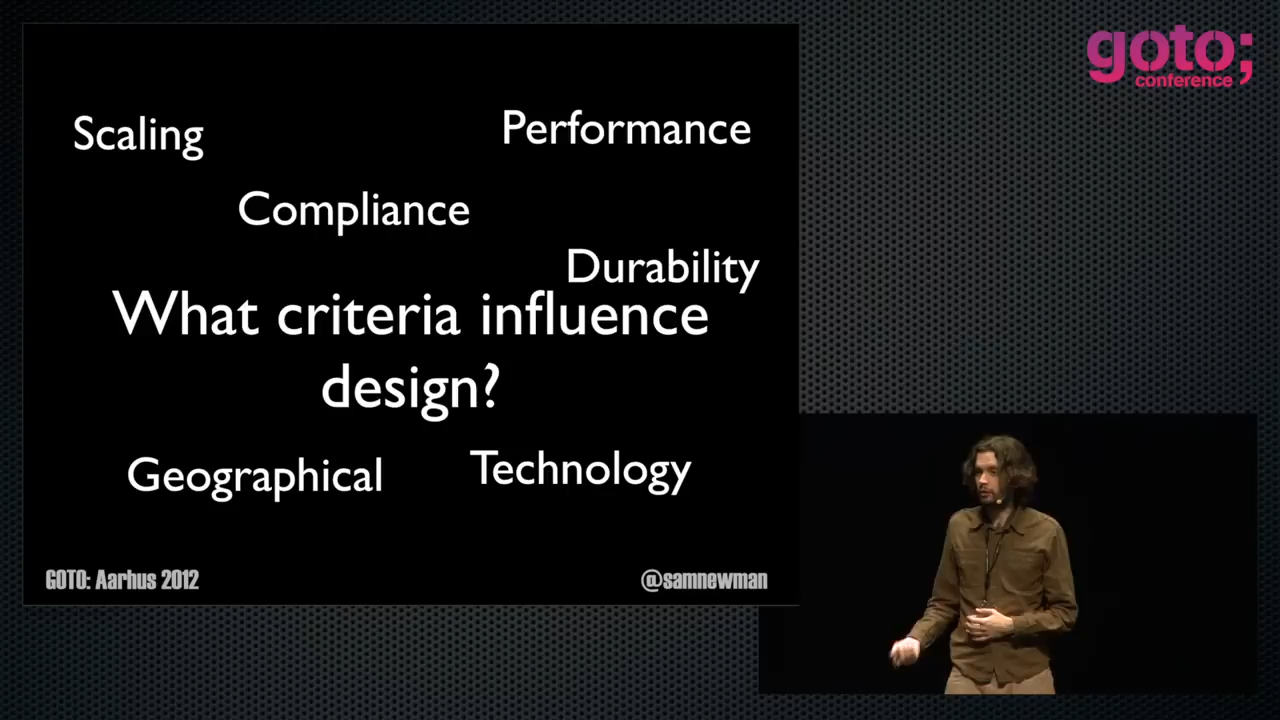 goto;
conference
Scaling
Performance
Compliance
Durability
What criteria influence
design?
Geographical
Technology
GOTO: Aarhus 2012
@samnewman